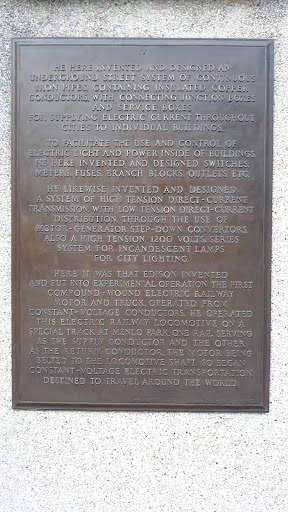 HE HERE INVENTED AND DESIGNED AN
UNDERGROUND STREET SYSTEM OF CONTINUOUS
IRON PIPES, CONTAINING INSULATED COPPER
CONDUCTORS, WITH CONNECTING JUNCTION BOXES
AND SERVICE BOXES
FOR SUPPLYING ELECTRIC CURRENT THROUGHOUT
CITIES TO INDIVIDUAL BUILDINGS.
TO FACILITATE THE USE AND CONTROL OF
ELECTRIC LIGHT AND POWER INSIDE OF BUILDINGS
HE HERE INVENTED AND DESIGNED SWITCHES,
METERS, FUSES, BRANCH BLOCKS, OUTLETS, ETC.
HE LIKEWISE INVENTED AND DESIGNED
A SYSTEM OF HIGH TENSION DIRECT-CURRENT
TRANSMISSION, WITH LOW TENSION DIRECT-CURRENT
DISTRIBUTION, THROUGH THE USE OF
MOTOR-GENERATOR STEP-DOWN CONVERTORS,
ALSO A HIGH TENSION 1200 VOLTS SERIES
SYSTEM FOR INCANDESCENT LAMPS
FOR CITY LIGHTING.
HERE IT WAS THAT EDISON INVENTED
AND PUT INTO EXPERIMENTAL OPERATION THE FIRST
COMPOUND-WOUND ELECTRIC RAILWAY
MOTOR AND TRUCK OPERATED FROM
CONSTANT-VOLTAGE CONDUCTORS. HE OPERATED
THIS ELECTRIC RAILWAY LOCOMOTIVE ON A
SPECIAL TRACK AT MENLO PARK, ONE RAIL SERVING
AS THE SUPPLY CONDUCTOR AND THE OTHER
AS THE RETURN CONDUCTOR, THE MOTOR BEING
BELTED TO THE LOCOMOTIVE SHAFT. SO BEGAN
CONSTANT-VOLTAGE ELECTRIC TRANSPORTATION
DESTINED TO TRAVEL AROUND THE WORLD